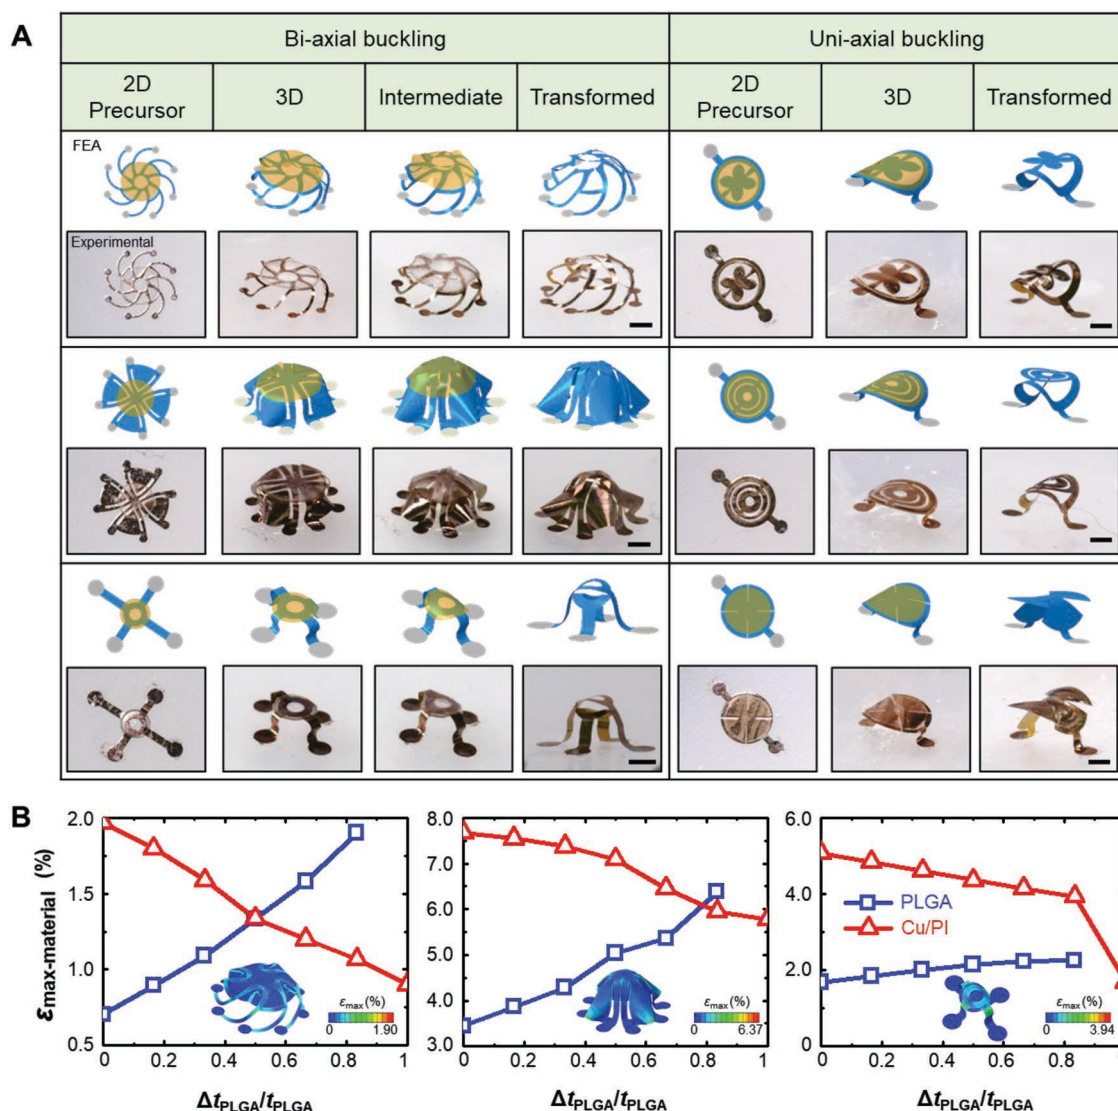 A
Bi-axial buckling
Uni-axial buckling
2D
Precursor
3D
Intermediate
Transformed
2D
Precursor
3D
Transformed
FEA
Experimental
B
εmax-material (%)
2.0
1.5
1.0
0.5
0
0.2
0.4
0.6
0.8
1
εmax (%)
0
1.90
ΔtPLGA/tPLGA
8.0
7.0
6.0
5.0
4.0
3.0
0
0.2
0.4
0.6
0.8
1
εmax (%)
0
6.37
ΔtPLGA/tPLGA
6.0
4.0
2.0
0
PLGA
Cu/PI
0
0.2
0.4
0.6
0.8
εmax (%)
0
3.94
ΔtPLGA/tPLGA